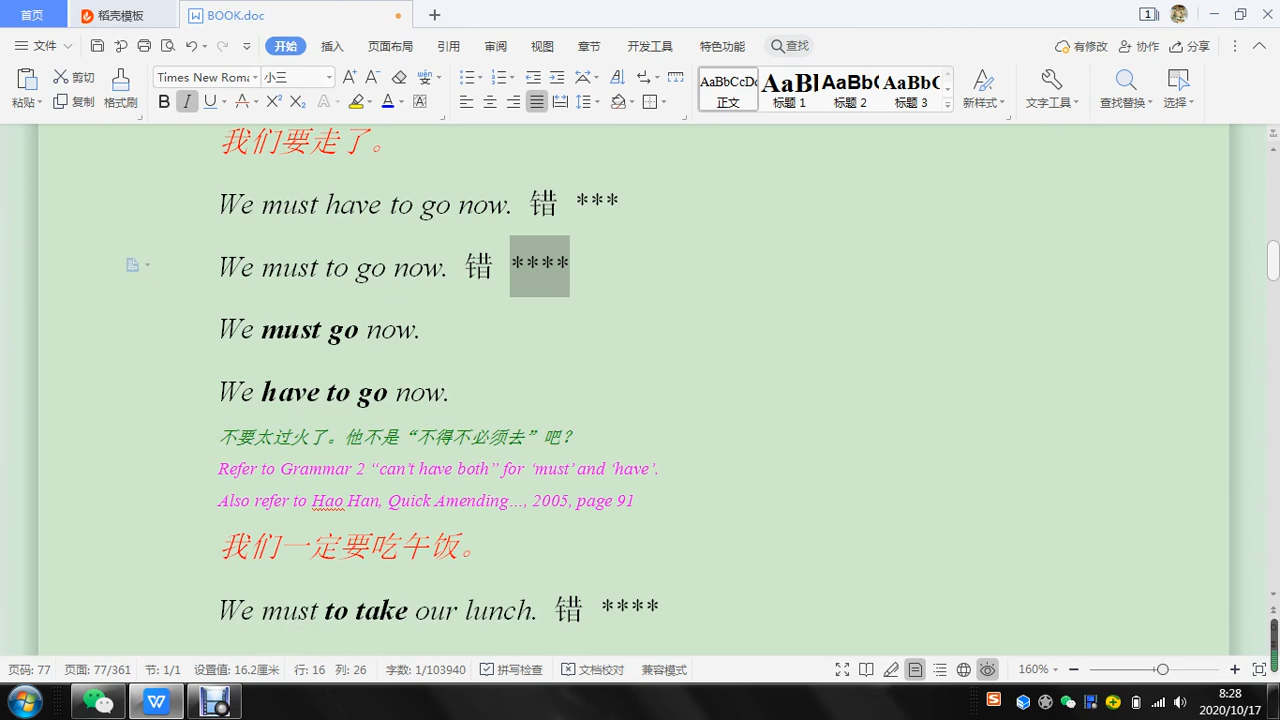 首页 稻壳模板 BOOK.doc
文件 开始 插入 页面布局 引用 审阅 视图 章节 开发工具 特色功能 查找 有修改 协作 分享
剪切 Times New Roma 小三 AaBbCcDd AaBl AaBb( AaBbC
粘贴 复制 格式刷 正文 标题 1 标题 2 标题 3 新样式 文字工具 查找替换 选择
我们要走了。
We must have to go now. 错 ***
We must to go now. 错 ****
We must go now.
We have to go now.
不要太过火了。他不是“不得不必须去”吧？
Refer to Grammar 2 “can’t have both” for ‘must’ and ‘have’.
Also refer to Hao Han, Quick Amending…, 2005, page 91
我们一定要吃午饭。
We must to take our lunch. 错 ****
页码: 77 页面: 77/361 节: 1/1 设置值: 16.2厘米 行: 16 列: 26 字数: 1/103940 拼写检查 文档校对 兼容模式 160%
8:28
2020/10/17